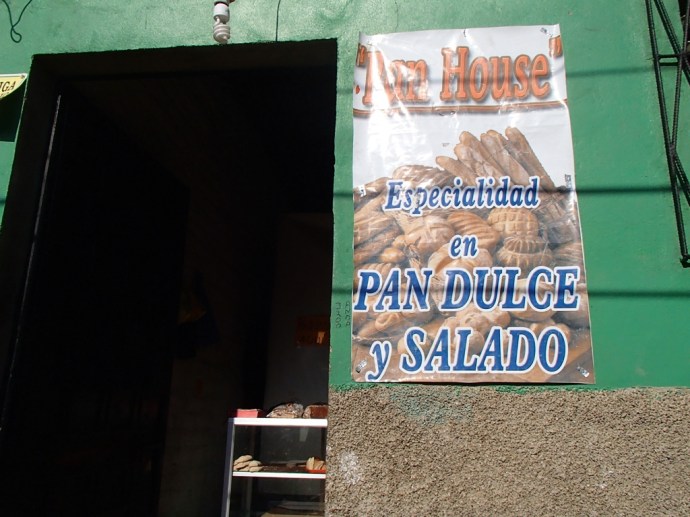 "Pan House"
Especialidad
en
PAN DULCE
y SALADO